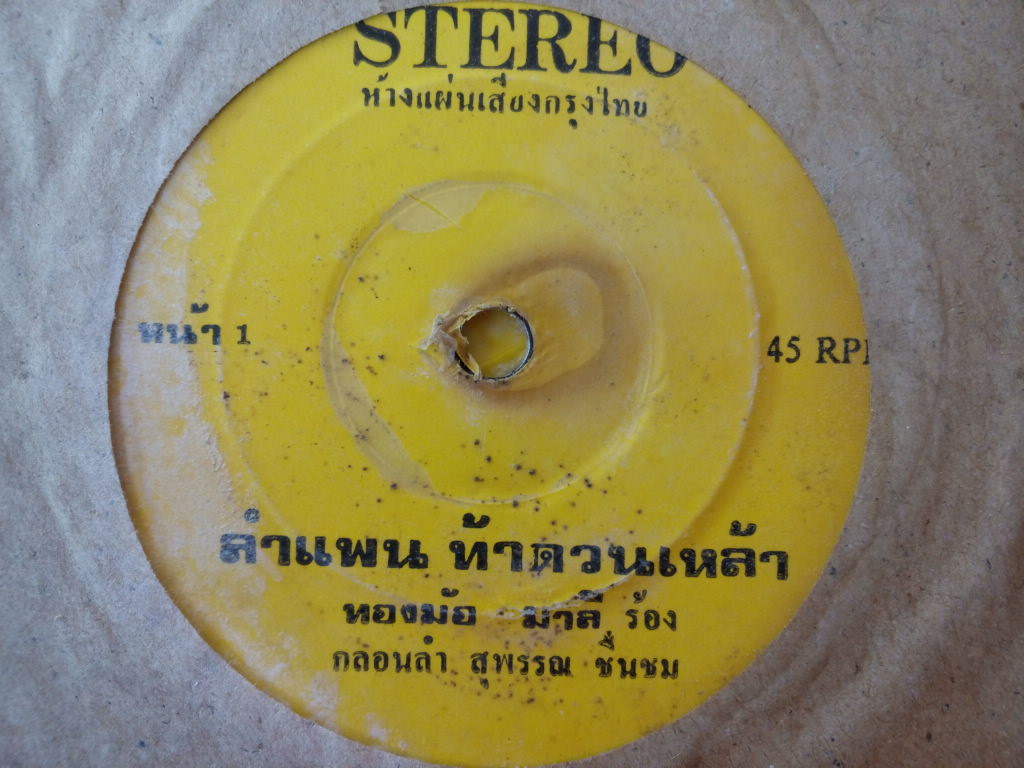 STEREO
ห้างแผ่นเสียงกรุงไทย
หน้า 1
45 RPM
ลำแพน ท้าดวนเหล้า
ทองม้อ มาลี ร้อง
กลอนลำ สุพรรณ ชื่นชม